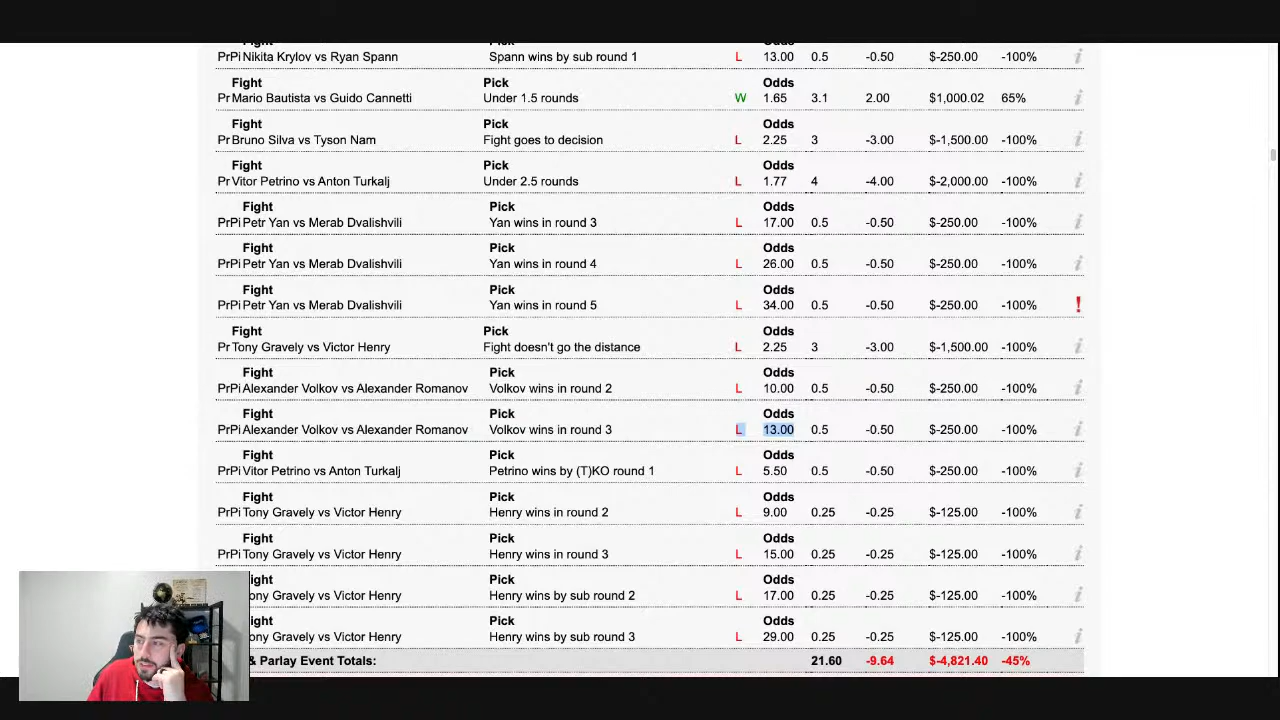 Fight Pick Odds
PrPi Nikita Krylov vs Ryan Spann Spann wins by sub round 1 L 13.00 0.5 -0.50 $-250.00 -100%
Fight Pick Odds
Pr Mario Bautista vs Guido Cannetti Under 1.5 rounds W 1.65 3.1 2.00 $1,000.02 65%
Fight Pick Odds
Pr Bruno Silva vs Tyson Nam Fight goes to decision L 2.25 3 -3.00 $-1,500.00 -100%
Fight Pick Odds
Pr Vitor Petrino vs Anton Turkalj Under 2.5 rounds L 1.77 4 -4.00 $-2,000.00 -100%
Fight Pick Odds
PrPi Petr Yan vs Merab Dvalishvili Yan wins in round 3 L 17.00 0.5 -0.50 $-250.00 -100%
Fight Pick Odds
PrPi Petr Yan vs Merab Dvalishvili Yan wins in round 4 L 26.00 0.5 -0.50 $-250.00 -100%
Fight Pick Odds
PrPi Petr Yan vs Merab Dvalishvili Yan wins in round 5 L 34.00 0.5 -0.50 $-250.00 -100% !
Fight Pick Odds
Pr Tony Gravely vs Victor Henry Fight doesn't go the distance L 2.25 3 -3.00 $-1,500.00 -100%
Fight Pick Odds
PrPi Alexander Volkov vs Alexander Romanov Volkov wins in round 2 L 10.00 0.5 -0.50 $-250.00 -100%
Fight Pick Odds
PrPi Alexander Volkov vs Alexander Romanov Volkov wins in round 3 L 13.00 0.5 -0.50 $-250.00 -100%
Fight Pick Odds
PrPi Vitor Petrino vs Anton Turkalj Petrino wins by (T)KO round 1 L 5.50 0.5 -0.50 $-250.00 -100%
Fight Pick Odds
PrPi Tony Gravely vs Victor Henry Henry wins in round 2 L 9.00 0.25 -0.25 $-125.00 -100%
Fight Pick Odds
PrPi Tony Gravely vs Victor Henry Henry wins in round 3 L 15.00 0.25 -0.25 $-125.00 -100%
ight Pick Odds
ony Gravely vs Victor Henry Henry wins by sub round 2 L 17.00 0.25 -0.25 $-125.00 -100%
ight Pick Odds
ony Gravely vs Victor Henry Henry wins by sub round 3 L 29.00 0.25 -0.25 $-125.00 -100%
& Parlay Event Totals: 21.60 -9.64 $-4,821.40 -45%